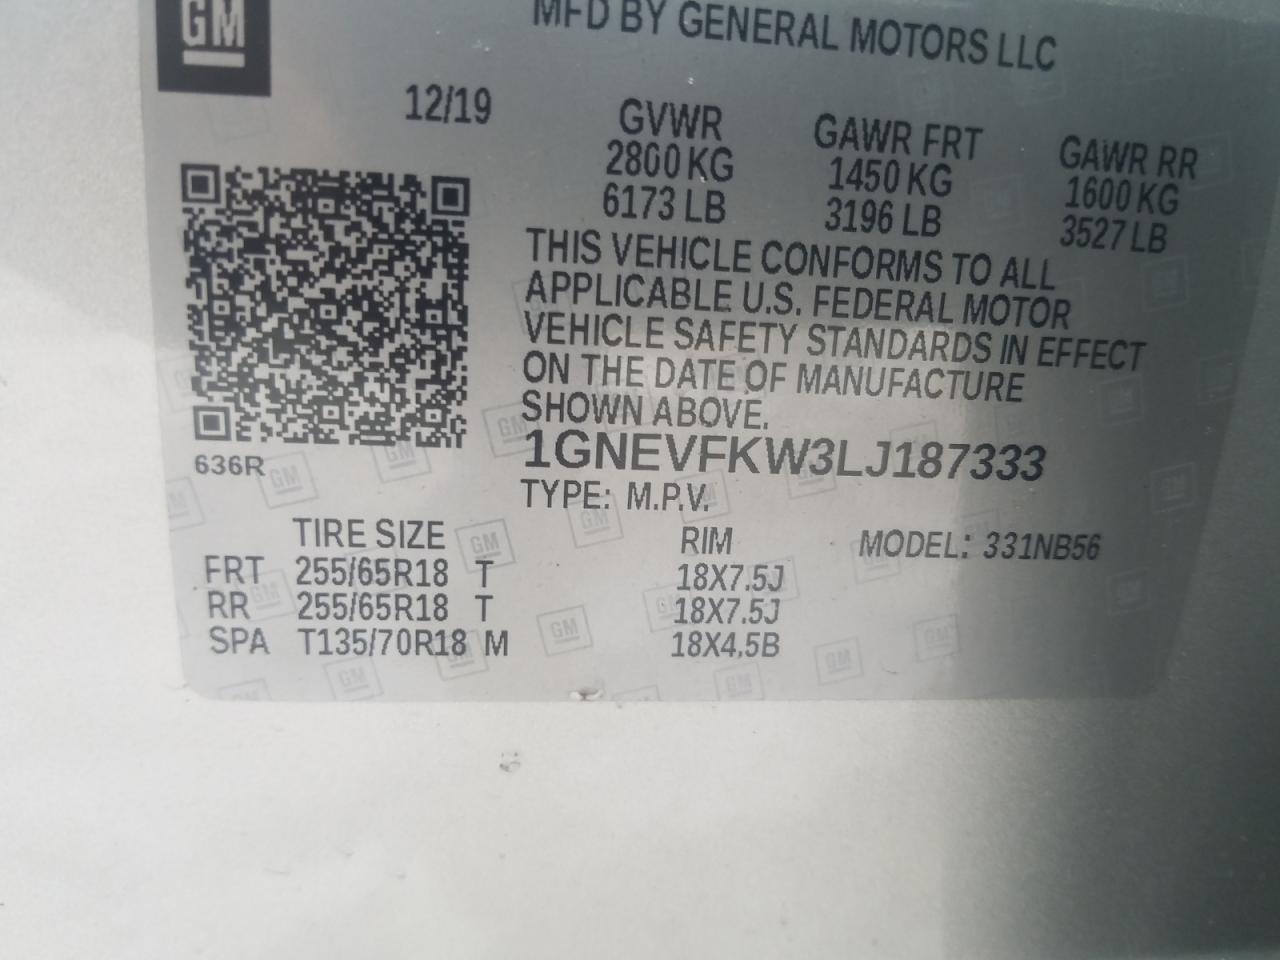 GM
MFD BY GENERAL MOTORS LLC
12/19
GVWR GAWR FRT GAWR RR
2800 KG 1450 KG 1600 KG
6173 LB 3196 LB 3527 LB
THIS VEHICLE CONFORMS TO ALL
APPLICABLE U.S. FEDERAL MOTOR
VEHICLE SAFETY STANDARDS IN EFFECT
ON THE DATE OF MANUFACTURE
SHOWN ABOVE.
636R
1GNEVFKW3LJ187333
TYPE: M.P.V.
TIRE SIZE RIM MODEL: 331NB56
FRT 255/65R18 T 18X7.5J
RR 255/65R18 T 18X7.5J
SPA T135/70R18 M 18X4.5B